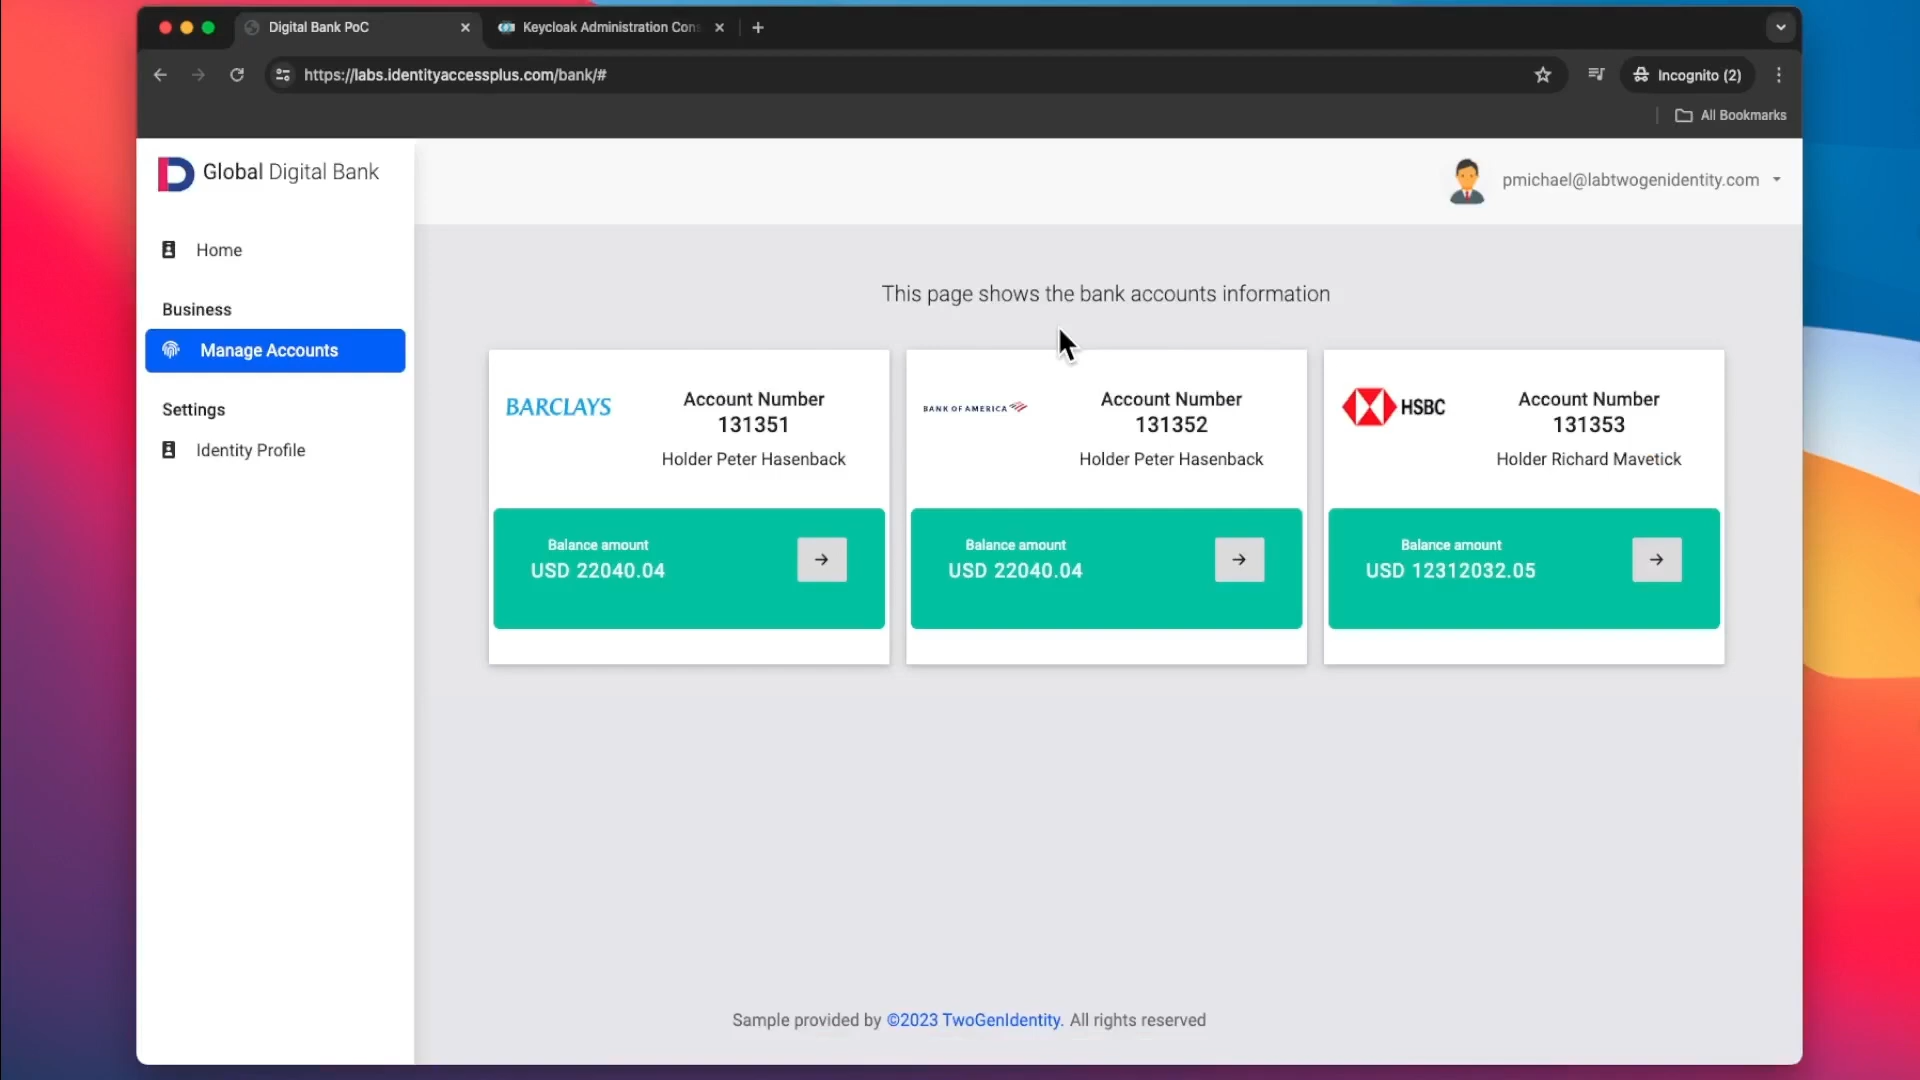 Digital Bank PoC
Keycloak Administration Cons
https://labs.identityaccessplus.com/bank/#
Incognito (2)
All Bookmarks
Global Digital Bank
pmichael@labtwogenidentity.com
Home
Business
Manage Accounts
Settings
Identity Profile
This page shows the bank accounts information
BARCLAYS
Account Number
131351
Holder Peter Hasenback
Balance amount
USD 22040.04
BANK OF AMERICA
Account Number
131352
Holder Peter Hasenback
Balance amount
USD 22040.04
HSBC
Account Number
131353
Holder Richard Mavetick
Balance amount
USD 12312032.05
Sample provided by ©2023 TwoGenIdentity. All rights reserved